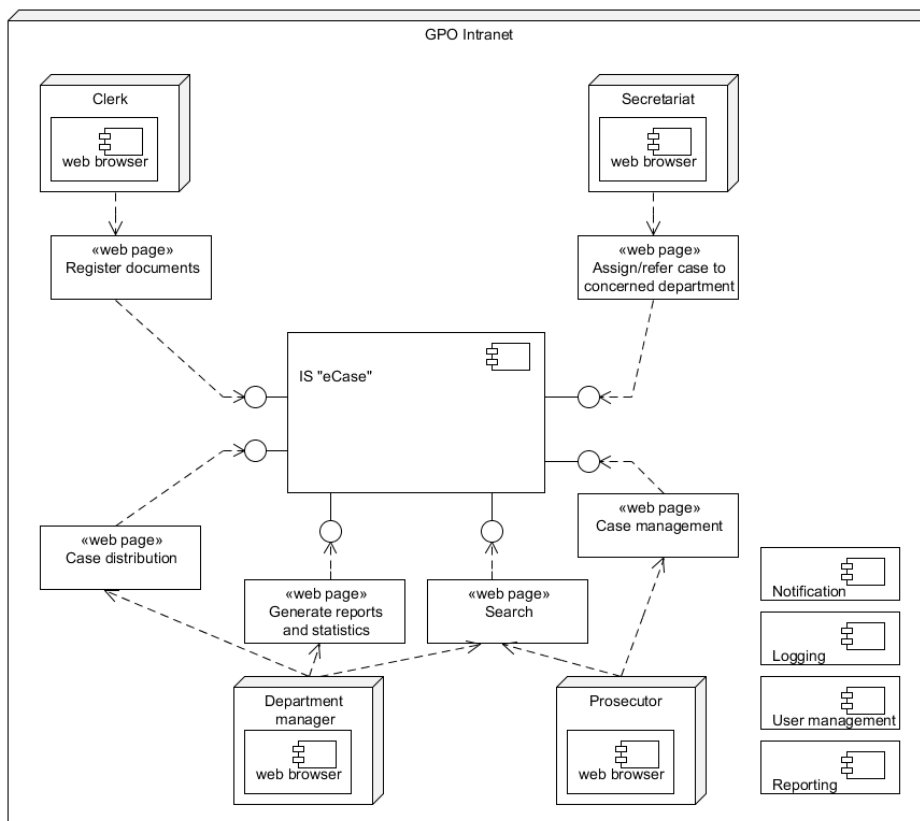 GPO Intranet
Clerk
web browser
Secretariat
web browser
«web page»
Register documents
«web page»
Assign/refer case to
concerned department
IS "eCase"
«web page»
Case distribution
«web page»
Generate reports
and statistics
«web page»
Search
«web page»
Case management
Notification
Logging
User management
Reporting
Department
manager
web browser
Prosecutor
web browser